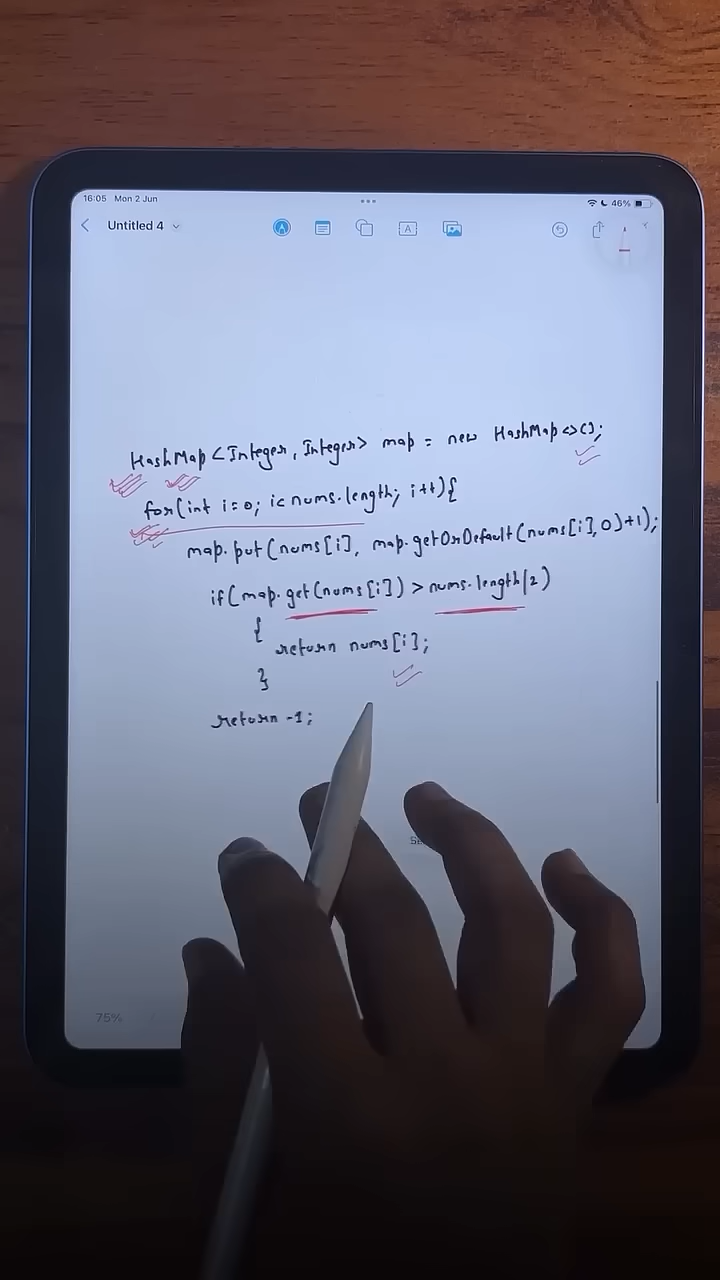 16:05 Mon 2 Jun 46%
Untitled 4
HashMap<Integer, Integer> map = new HashMap<>();
for(int i=0; i<nums.length; i++){
map.put(nums[i], map.getOrDefault(nums[i],0)+1);
if(map.get(nums[i]) > nums.length/2)
{
return nums[i];
}
return -1;
75%